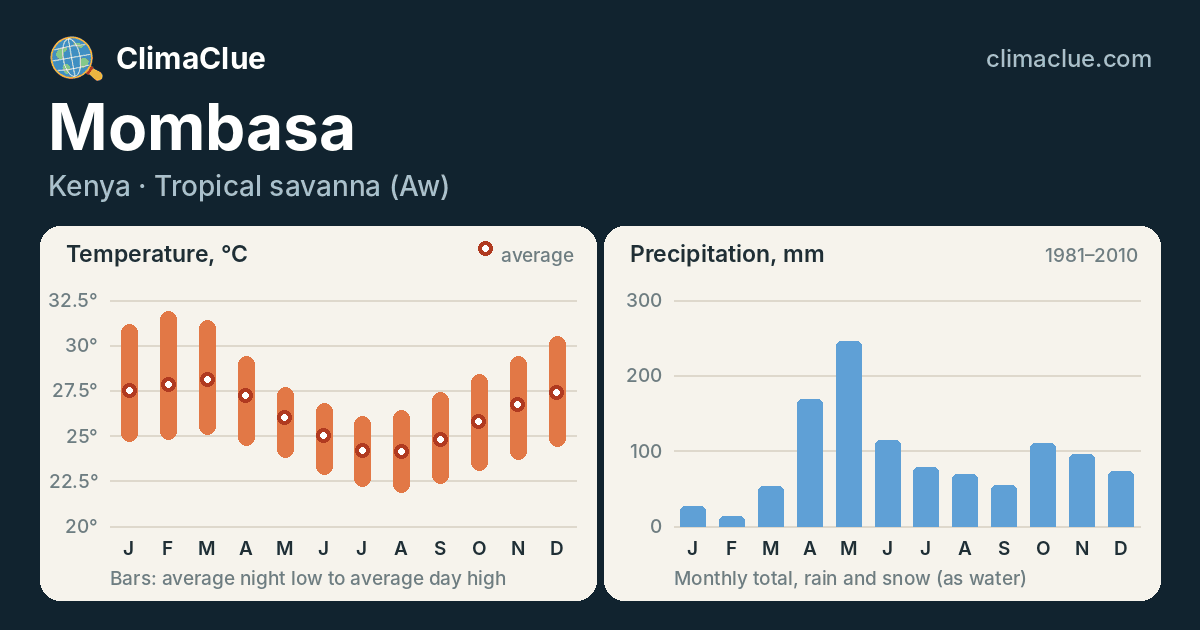 ClimaClue
climaclue.com
Mombasa
Kenya · Tropical savanna (Aw)
Temperature, °C
average
32.5°
30°
27.5°
25°
22.5°
20°
J F M A M J J A S O N D
Bars: average night low to average day high
Precipitation, mm
1981–2010
300
200
100
0
J F M A M J J A S O N D
Monthly total, rain and snow (as water)